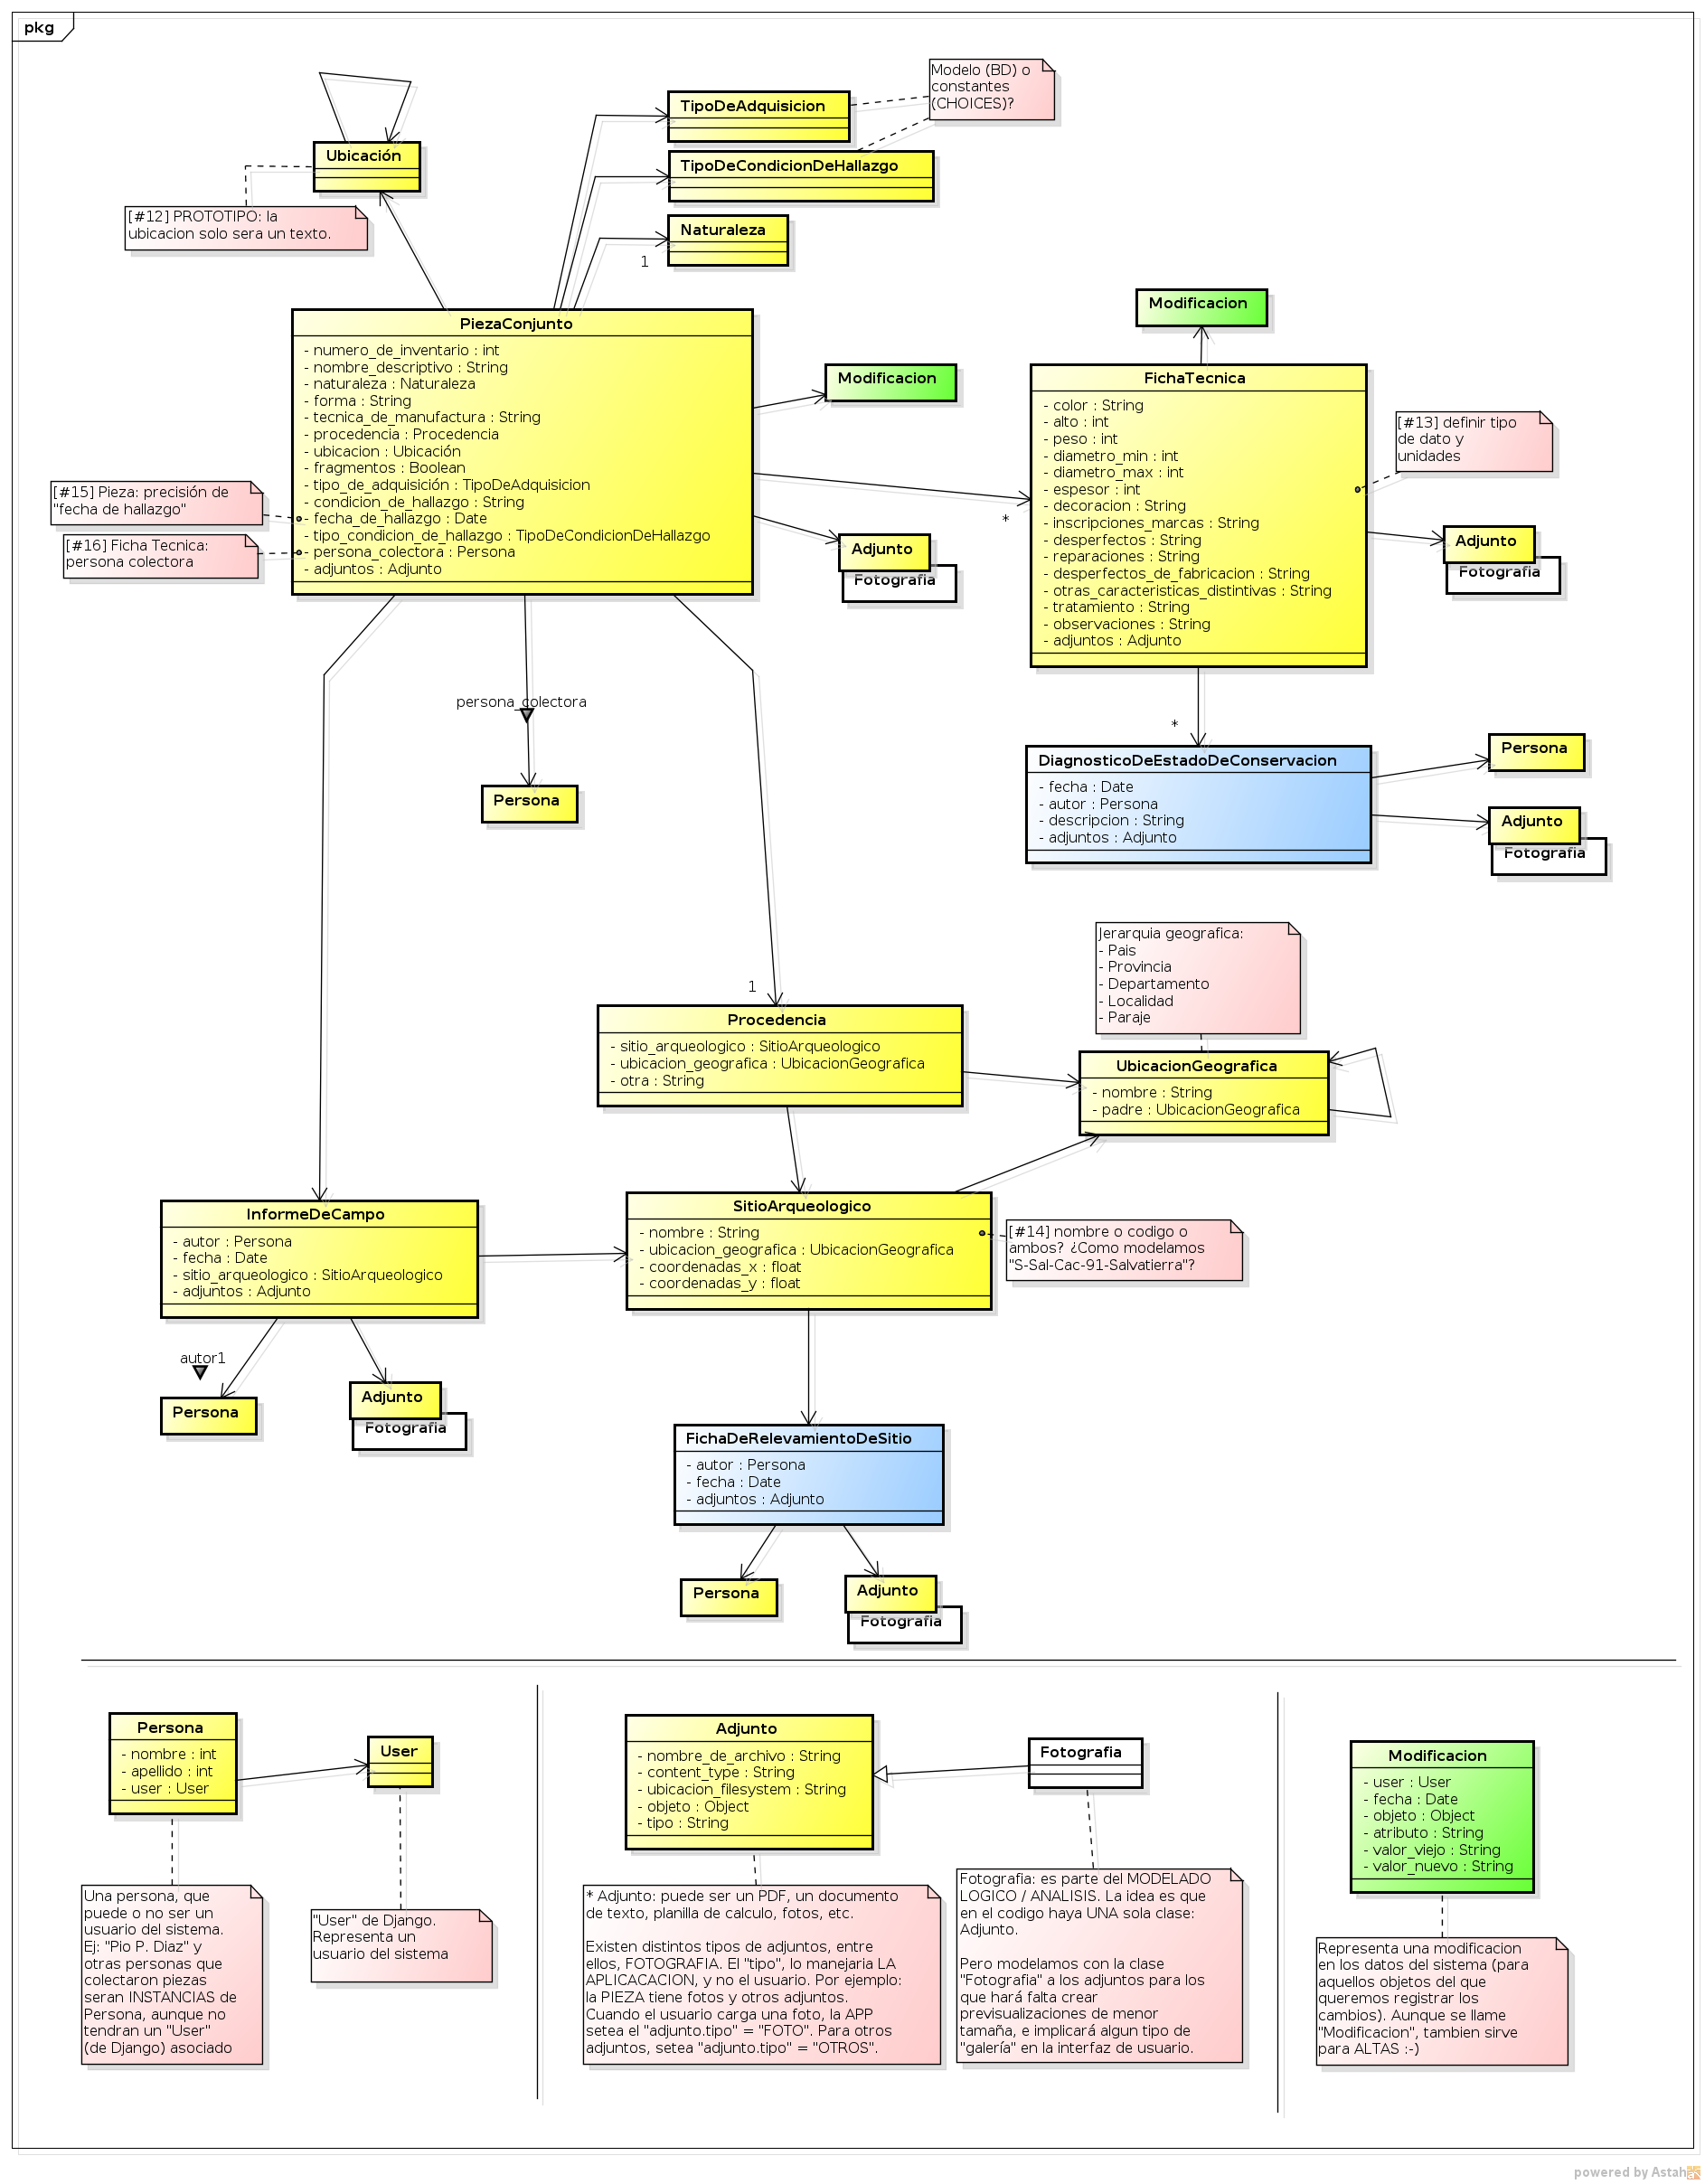 pkg
Modelo (BD) o
constantes
(CHOICES)?
TipoDeAdquisicion
Ubicación
TipoDeCondicionDeHallazgo
[#12] PROTOTIPO: la
ubicacion solo sera un texto.
Naturaleza
1
PiezaConjunto
- numero_de_inventario : int
- nombre_descriptivo : String
- naturaleza : Naturaleza
- forma : String
- tecnica_de_manufactura : String
- procedencia : Procedencia
- ubicacion : Ubicación
- fragmentos : Boolean
- tipo_de_adquisición : TipoDeAdquisicion
- condicion_de_hallazgo : String
- fecha_de_hallazgo : Date
- tipo_condicion_de_hallazgo : TipoDeCondicionDeHallazgo
- persona_colectora : Persona
- adjuntos : Adjunto
[#15] Pieza: precisión de
"fecha de hallazgo"
[#16] Ficha Tecnica:
persona colectora
Modificacion
Adjunto
Fotografia
*
Modificacion
FichaTecnica
- color : String
- alto : int
- peso : int
- diametro_min : int
- diametro_max : int
- espesor : int
- decoracion : String
- inscripciones_marcas : String
- desperfectos : String
- reparaciones : String
- desperfectos_de_fabricacion : String
- otras_caracteristicas_distintivas : String
- tratamiento : String
- observaciones : String
- adjuntos : Adjunto
[#13] definir tipo
de dato y
unidades
Adjunto
Fotografia
persona_colectora
Persona
*
DiagnosticoDeEstadoDeConservacion
- fecha : Date
- autor : Persona
- descripcion : String
- adjuntos : Adjunto
Persona
Adjunto
Fotografia
Jerarquia geografica:
- Pais
- Provincia
- Departamento
- Localidad
- Paraje
1
Procedencia
- sitio_arqueologico : SitioArqueologico
- ubicacion_geografica : UbicacionGeografica
- otra : String
UbicacionGeografica
- nombre : String
- padre : UbicacionGeografica
InformeDeCampo
- autor : Persona
- fecha : Date
- sitio_arqueologico : SitioArqueologico
- adjuntos : Adjunto
SitioArqueologico
- nombre : String
- ubicacion_geografica : UbicacionGeografica
- coordenadas_x : float
- coordenadas_y : float
[#14] nombre o codigo o
ambos? ¿Como modelamos
"S-Sal-Cac-91-Salvatierra"?
autor1
Persona
Adjunto
Fotografia
FichaDeRelevamientoDeSitio
- autor : Persona
- fecha : Date
- adjuntos : Adjunto
Persona
Adjunto
Fotografia
Persona
- nombre : int
- apellido : int
- user : User
User
Una persona, que
puede o no ser un
usuario del sistema.
Ej: "Pio P. Diaz" y
otras personas que
colectaron piezas
seran INSTANCIAS de
Persona, aunque no
tendran un "User"
(de Django) asociado
"User" de Django.
Representa un
usuario del sistema
Adjunto
- nombre_de_archivo : String
- content_type : String
- ubicacion_filesystem : String
- objeto : Object
- tipo : String
Fotografia
* Adjunto: puede ser un PDF, un documento
de texto, planilla de calculo, fotos, etc.
Existen distintos tipos de adjuntos, entre
ellos, FOTOGRAFIA. El "tipo", lo manejaria LA
APLICACACION, y no el usuario. Por ejemplo:
la PIEZA tiene fotos y otros adjuntos.
Cuando el usuario carga una foto, la APP
setea el "adjunto.tipo" = "FOTO". Para otros
adjuntos, setea "adjunto.tipo" = "OTROS".
Fotografia: es parte del MODELADO
LOGICO / ANALISIS. La idea es que
en el codigo haya UNA sola clase:
Adjunto.
Pero modelamos con la clase
"Fotografia" a los adjuntos para los
que hará falta crear
previsualizaciones de menor
tamaña, e implicará algun tipo de
"galería" en la interfaz de usuario.
Modificacion
- user : User
- fecha : Date
- objeto : Object
- atributo : String
- valor_viejo : String
- valor_nuevo : String
Representa una modificacion
en los datos del sistema (para
aquellos objetos del que
queremos registrar los
cambios). Aunque se llame
"Modificacion", tambien sirve
para ALTAS :-)
powered by Astah